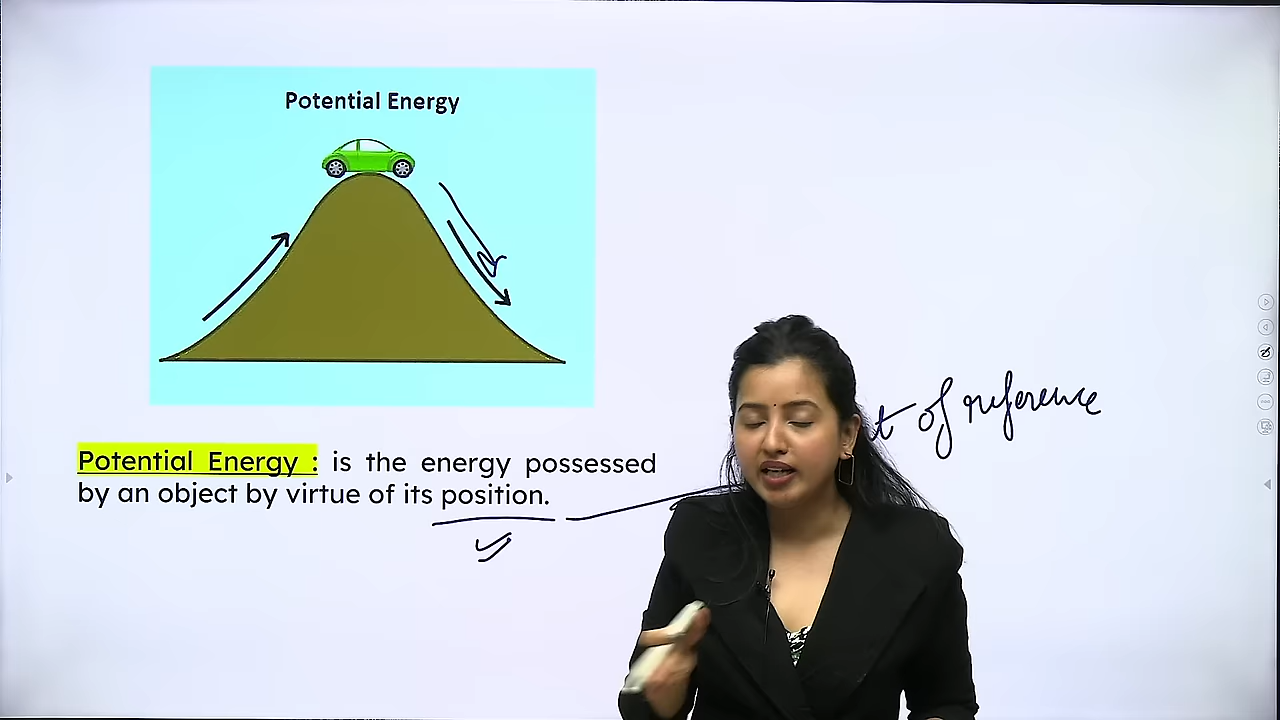 Potential Energy
Potential Energy : is the energy possessed
by an object by virtue of its position.
of reference